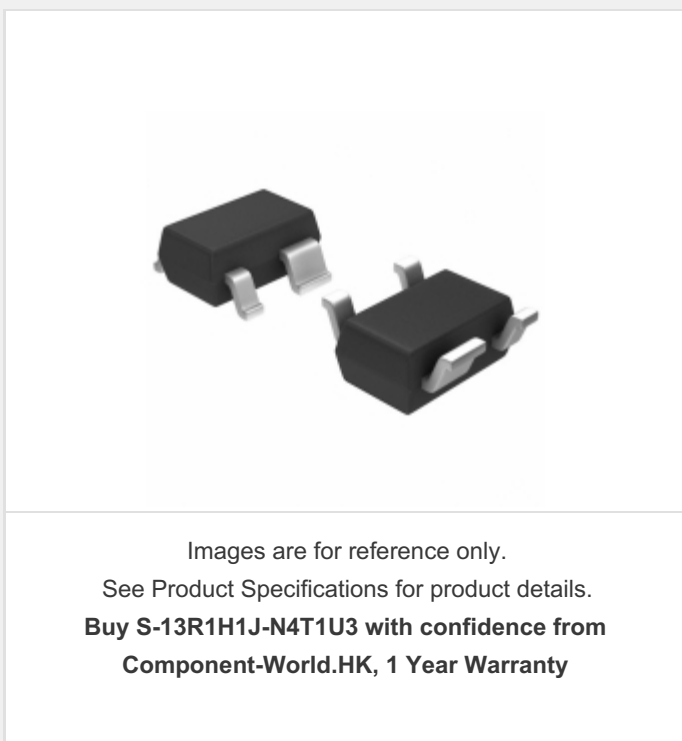 Images are for reference only.
See Product Specifications for product details.
Buy S-13R1H1J-N4T1U3 with confidence from
Component-World.HK, 1 Year Warranty